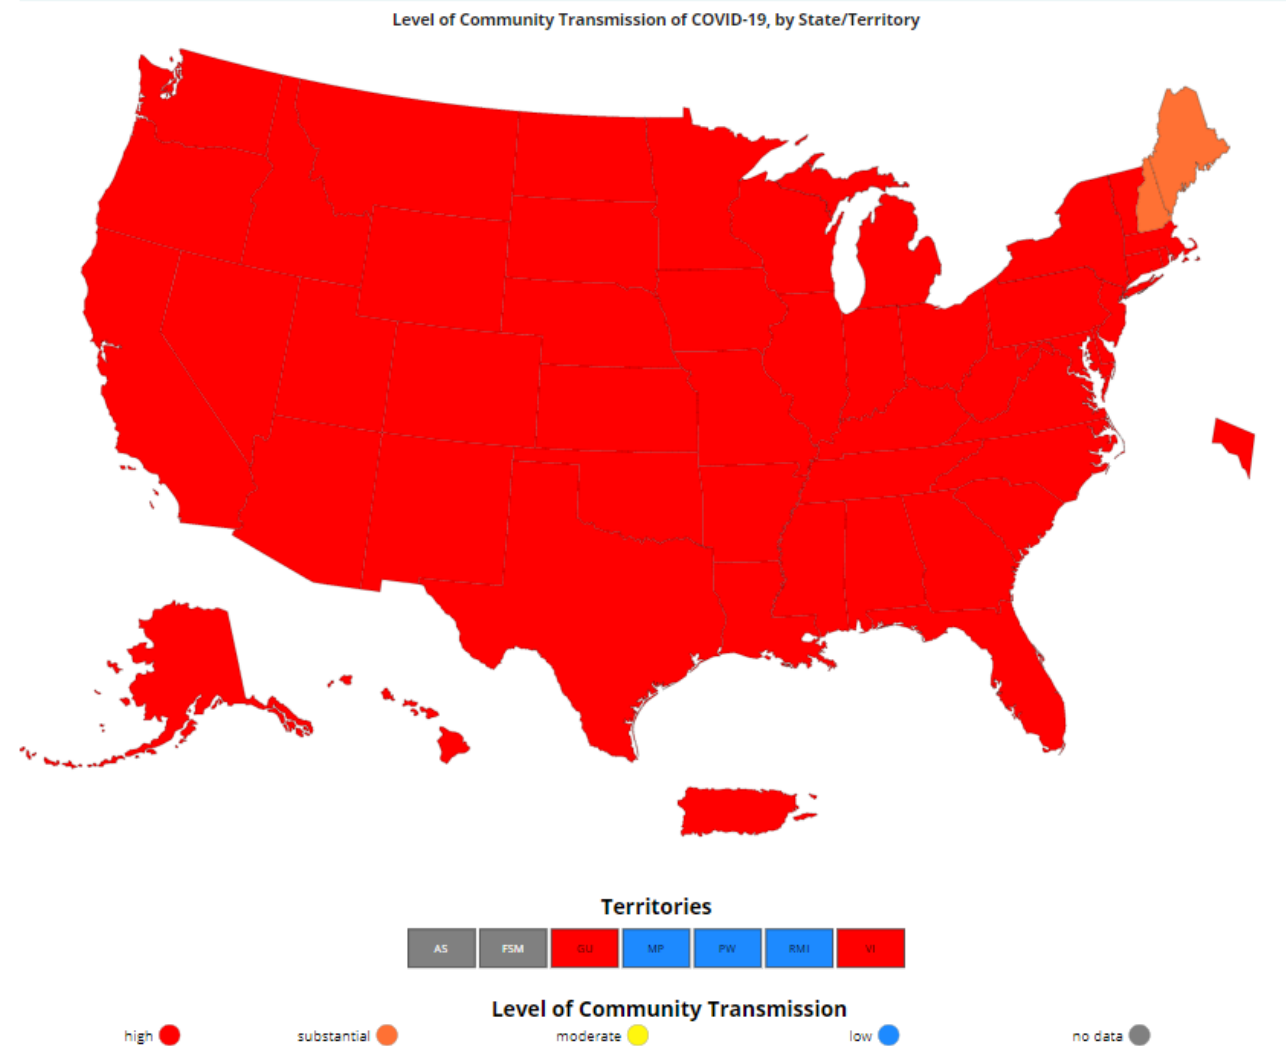 Level of Community Transmission of COVID-19, by State/Territory
Territories
AS FSM GU MP PW RMI VI
Level of Community Transmission
high substantial moderate low no data